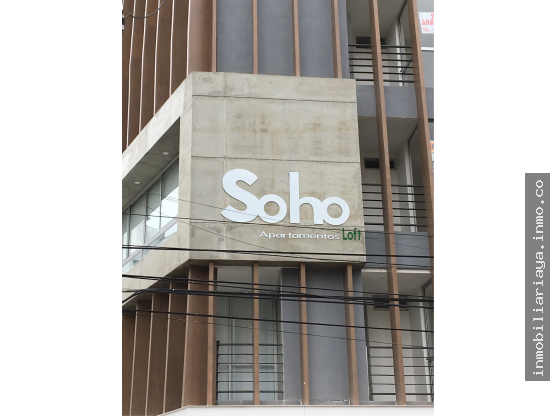 Soho
Apartamentos Loft
inmobiliariaya.inmo.co